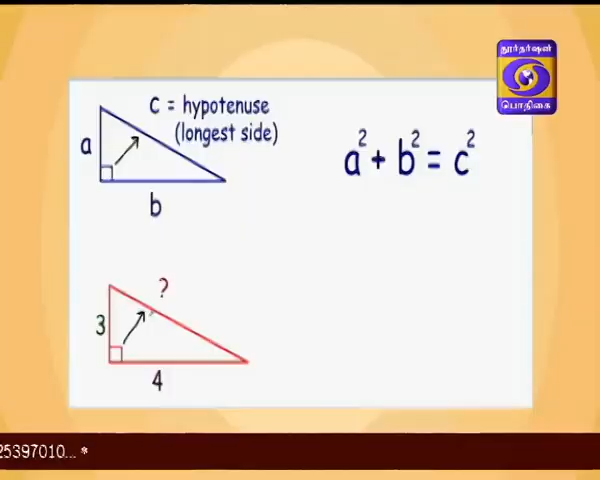 தூர்தர்ஷன்
பொதிகை
c = hypotenuse
(longest side)
a
b
a² + b² = c²
?
3
4
25397010... *